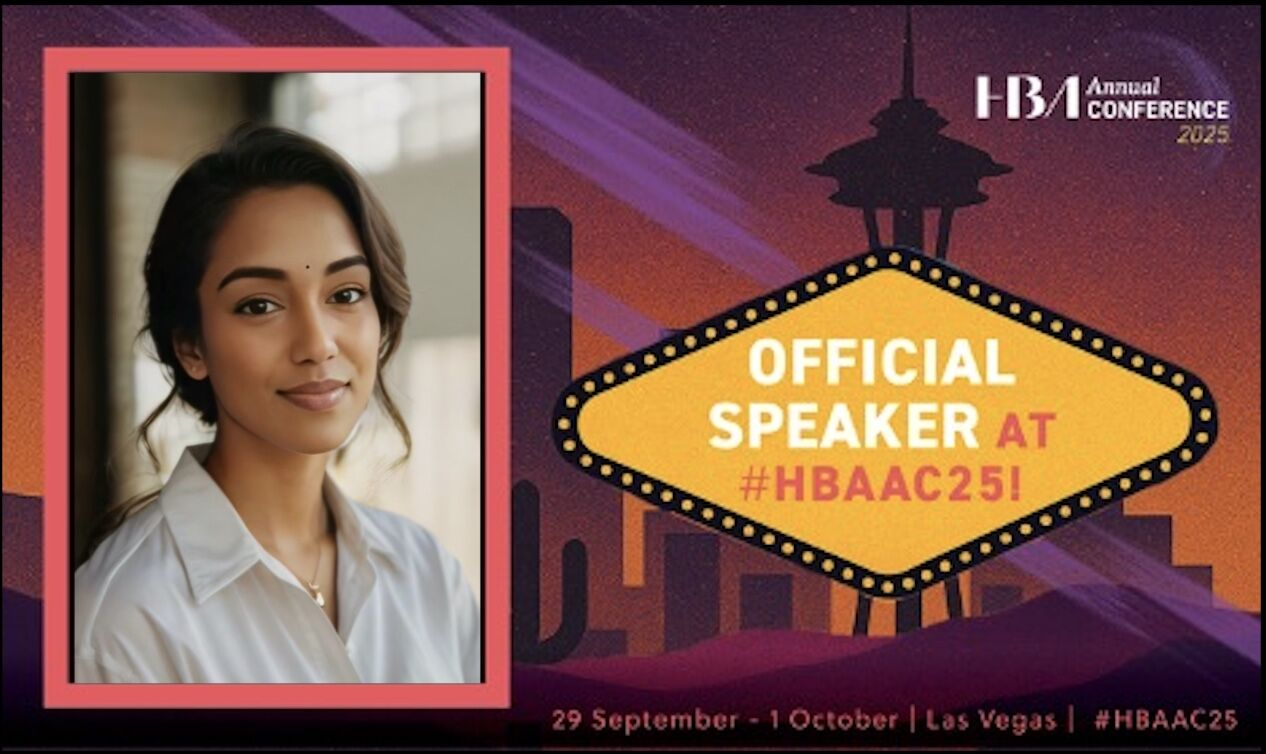 HBA Annual
CONFERENCE
2025
OFFICIAL
SPEAKER AT
#HBAAC25!
29 September - 1 October | Las Vegas | #HBAAC25